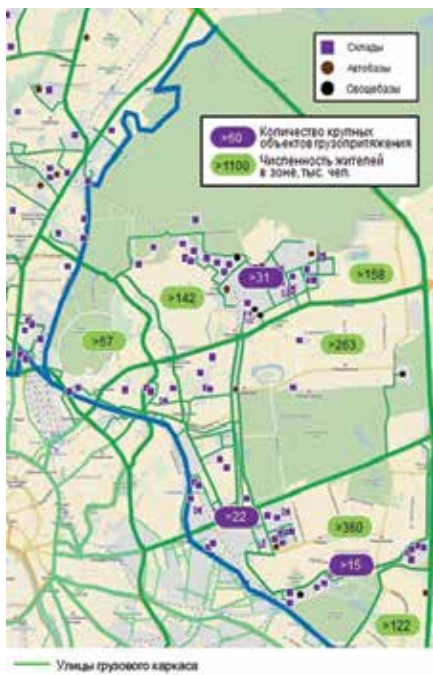 Склады
Автобазы
Овощебазы
>50 Количество крупных
объектов грузопритяжения
>1100 Численность жителей
в зоне, тыс. чел.
>31
>158
>142
>57
>263
>22
>360
>15
>122
Улицы грузового каркаса